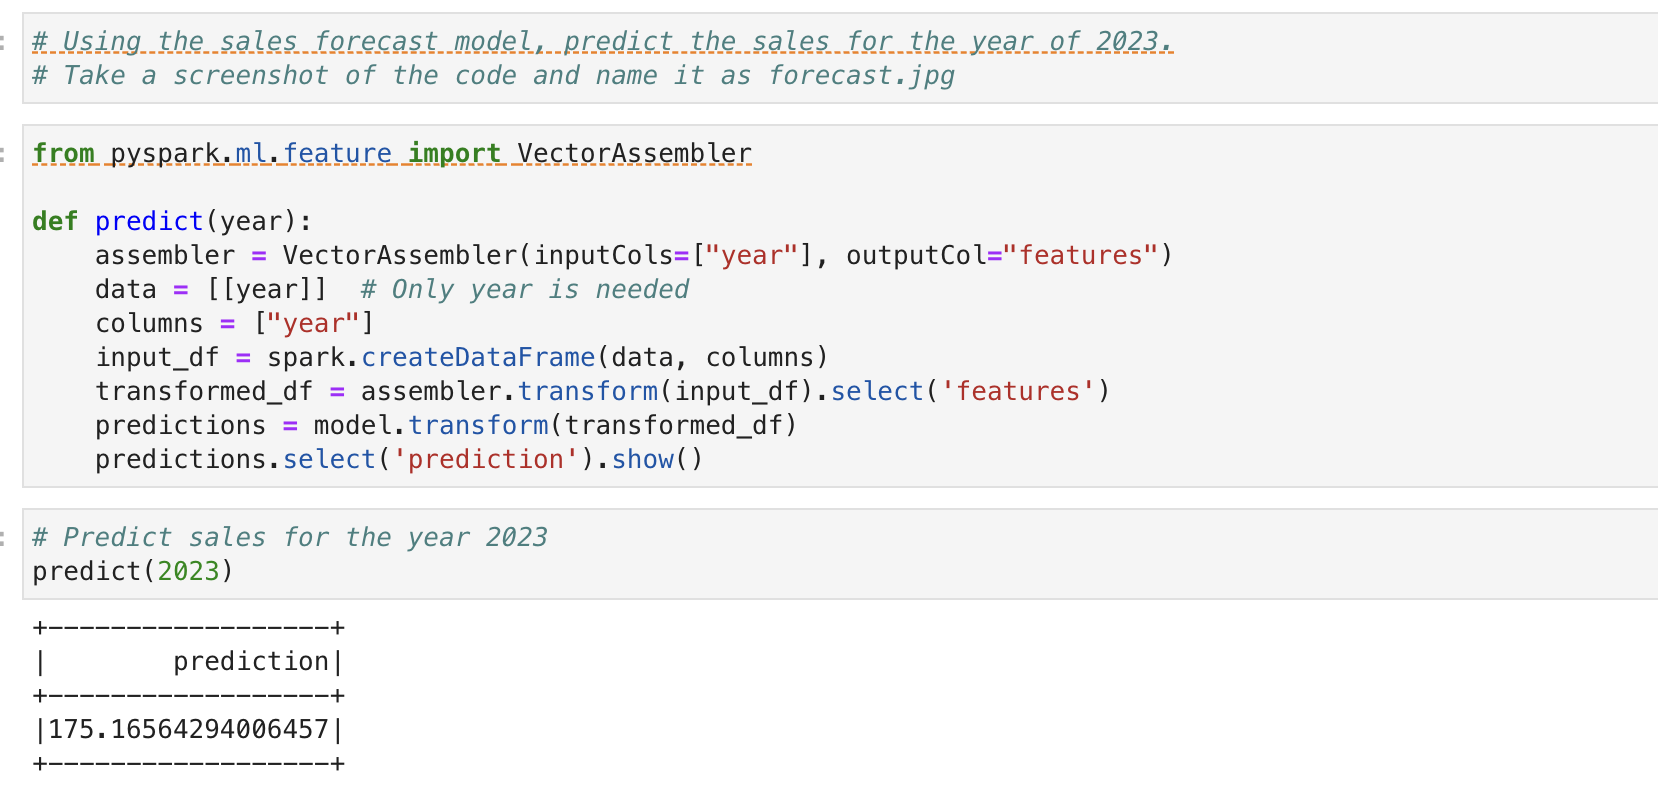 # Using the sales forecast model, predict the sales for the year of 2023.
# Take a screenshot of the code and name it as forecast.jpg
from pyspark.ml.feature import VectorAssembler
def predict(year):
    assembler = VectorAssembler(inputCols=["year"], outputCol="features")
    data = [[year]]  # Only year is needed
    columns = ["year"]
    input_df = spark.createDataFrame(data, columns)
    transformed_df = assembler.transform(input_df).select('features')
    predictions = model.transform(transformed_df)
    predictions.select('prediction').show()
# Predict sales for the year 2023
predict(2023)
+------------------+
|        prediction|
+------------------+
|175.16564294006457|
+------------------+